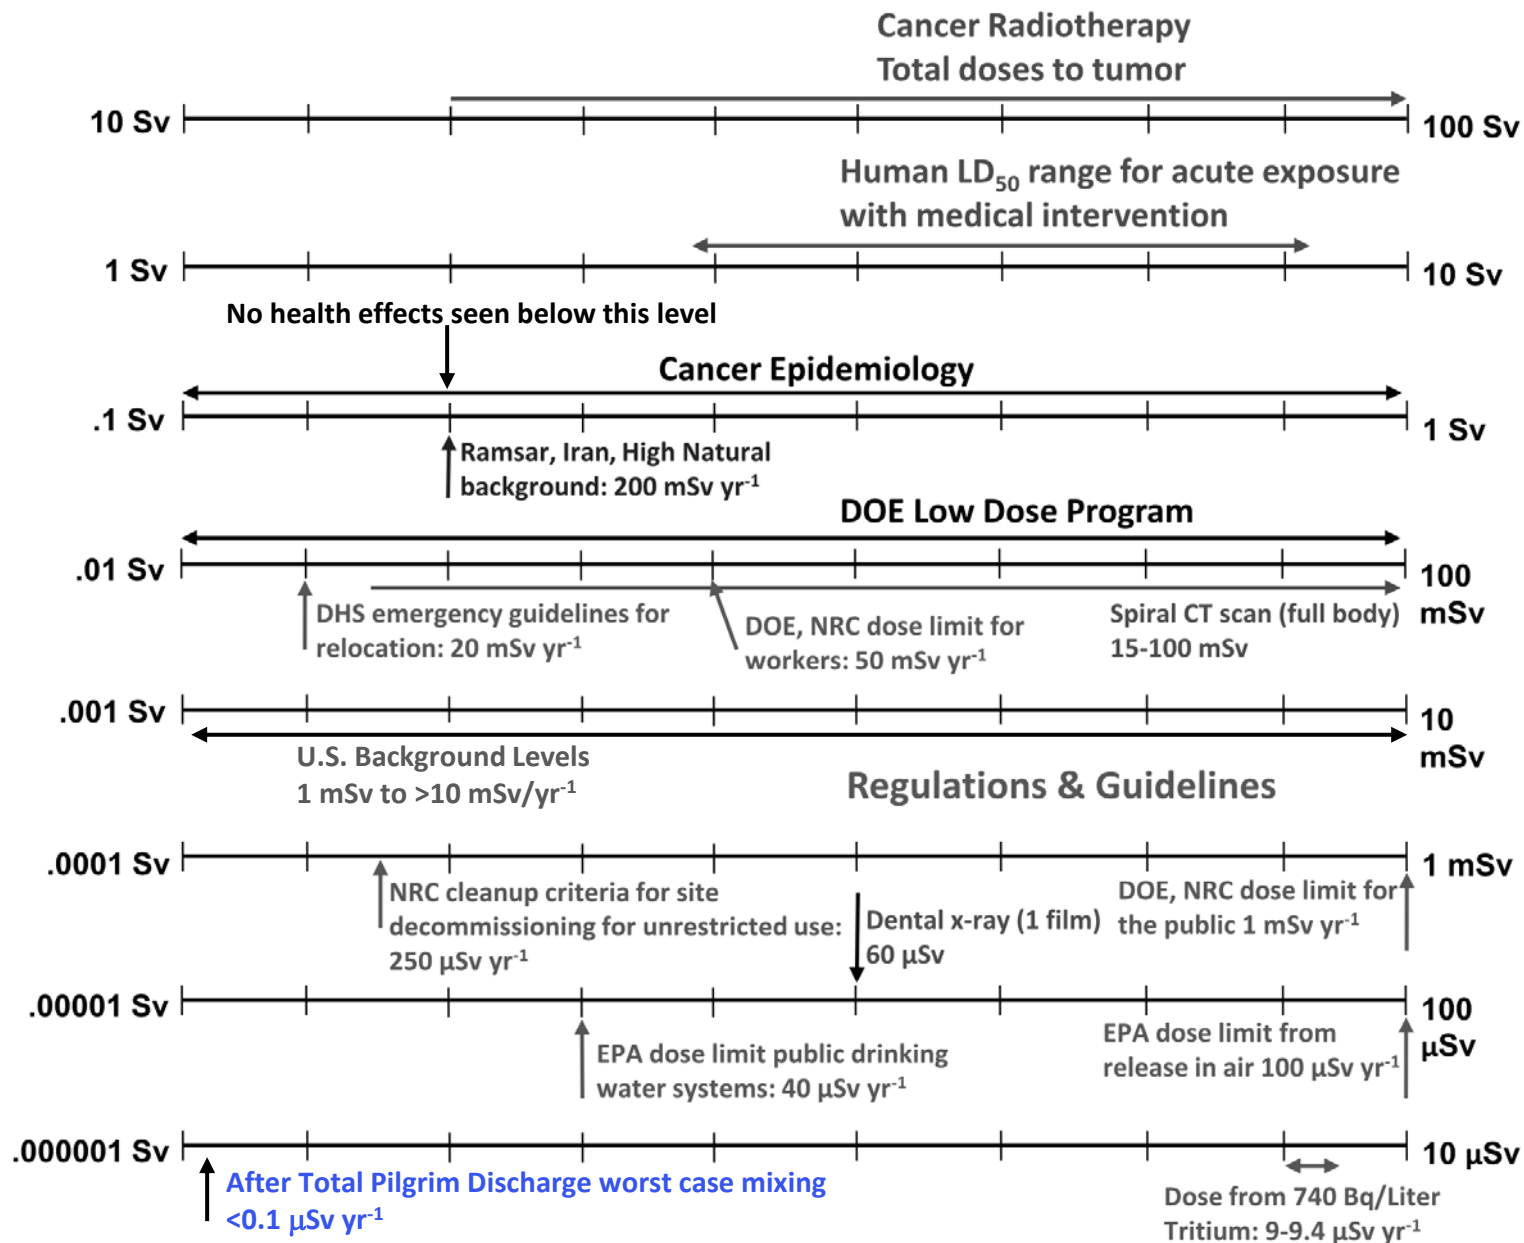 Cancer Radiotherapy
Total doses to tumor
10 Sv
100 Sv
Human LD₅₀ range for acute exposure
with medical intervention
1 Sv
10 Sv
No health effects seen below this level
Cancer Epidemiology
.1 Sv
1 Sv
Ramsar, Iran, High Natural
background: 200 mSv yr⁻¹
DOE Low Dose Program
.01 Sv
100
mSv
DHS emergency guidelines for
relocation: 20 mSv yr⁻¹
DOE, NRC dose limit for
workers: 50 mSv yr⁻¹
Spiral CT scan (full body)
15-100 mSv
.001 Sv
10
mSv
U.S. Background Levels
1 mSv to >10 mSv/yr⁻¹
Regulations & Guidelines
.0001 Sv
1 mSv
NRC cleanup criteria for site
decommissioning for unrestricted use:
250 µSv yr⁻¹
Dental x-ray (1 film)
60 µSv
DOE, NRC dose limit for
the public 1 mSv yr⁻¹
.00001 Sv
100
µSv
EPA dose limit public drinking
water systems: 40 µSv yr⁻¹
EPA dose limit from
release in air 100 µSv yr⁻¹
.000001 Sv
10 µSv
After Total Pilgrim Discharge worst case mixing
<0.1 µSv yr⁻¹
Dose from 740 Bq/Liter
Tritium: 9-9.4 µSv yr⁻¹